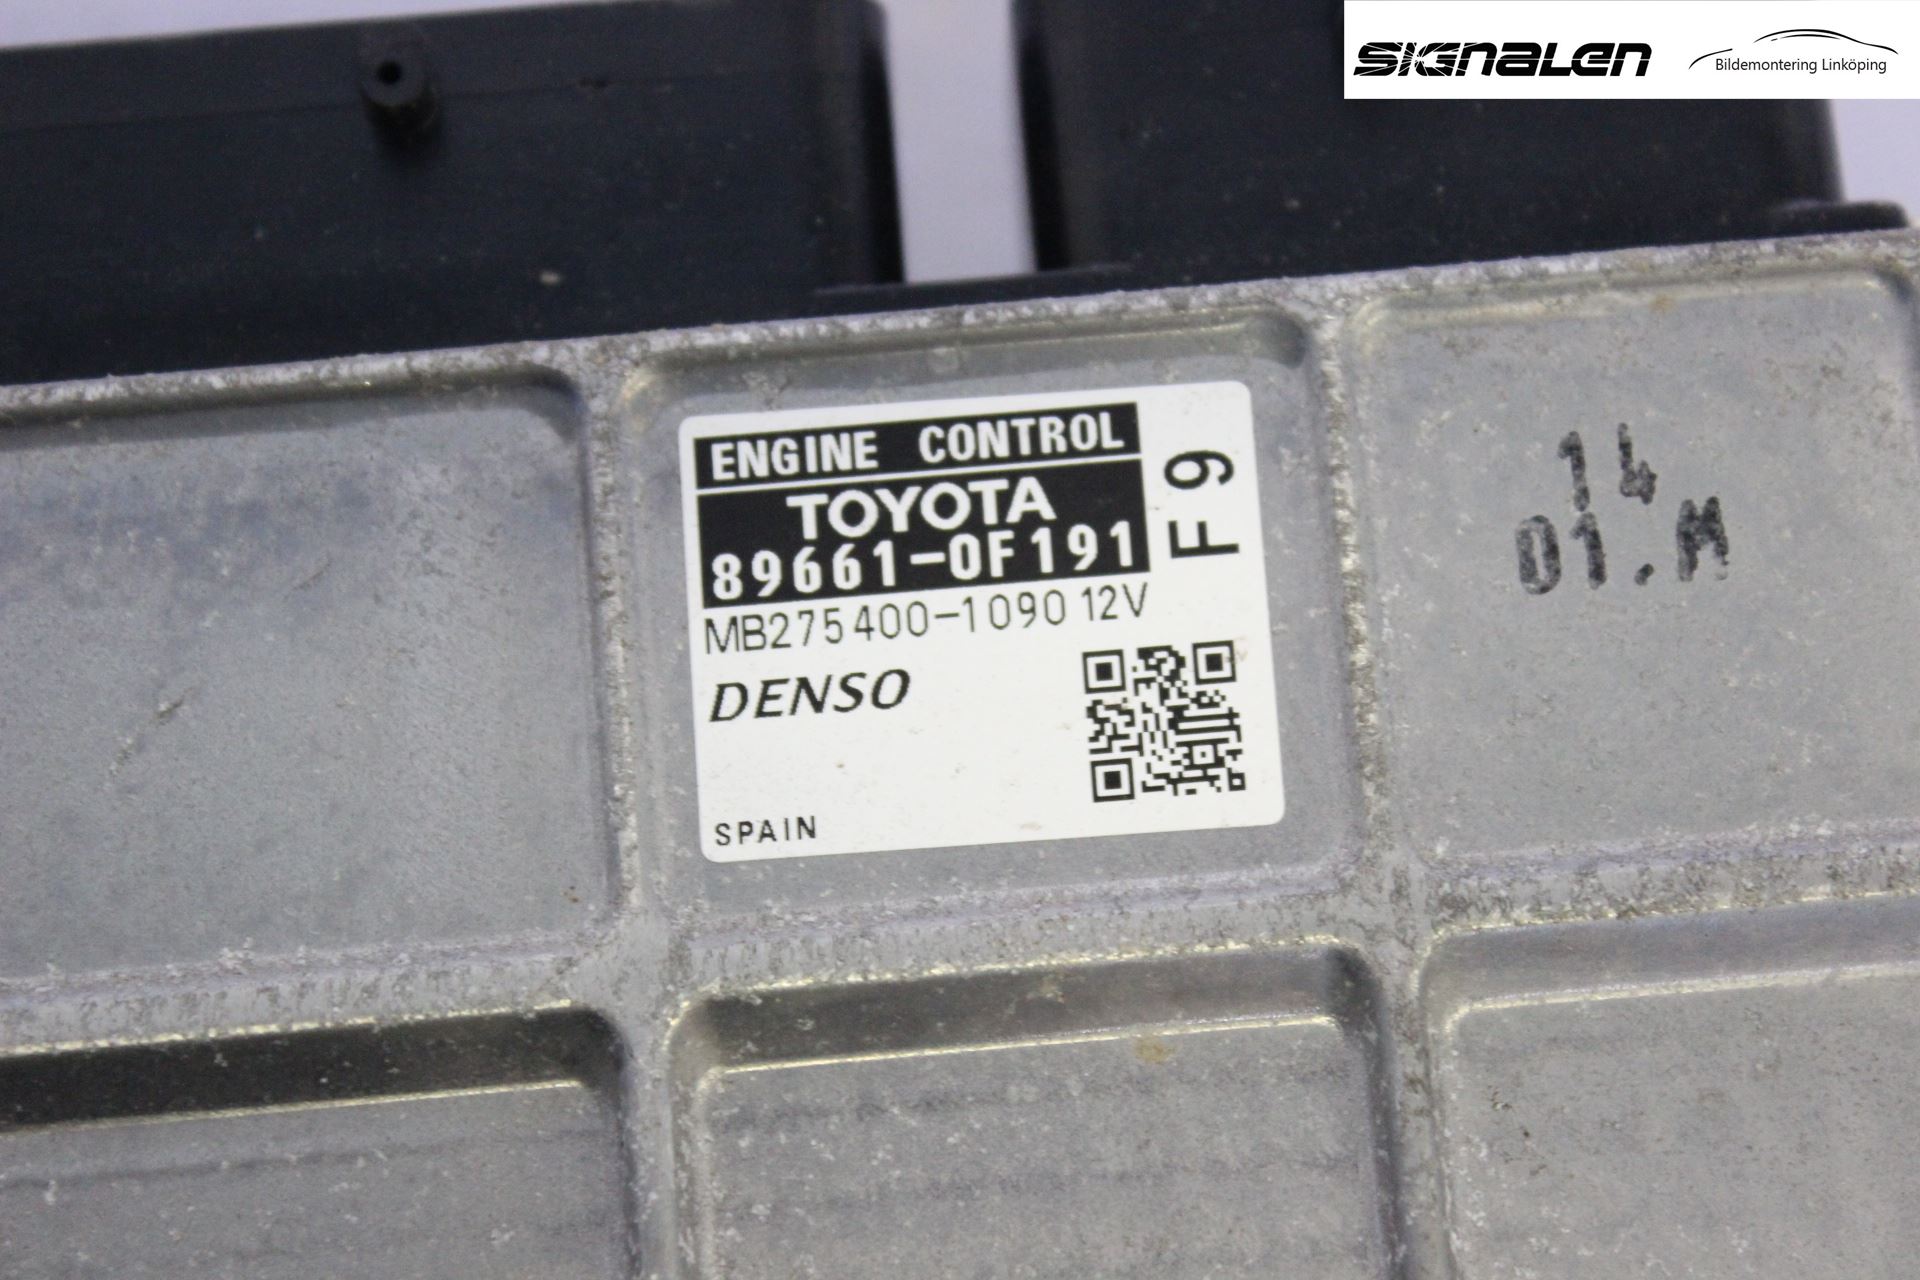 SIGNALEN
Bildemontering Linköping
ENGINE CONTROL
TOYOTA
89661-0F191
F9
MB275400-1090 12V
DENSO
SPAIN
14
01.M